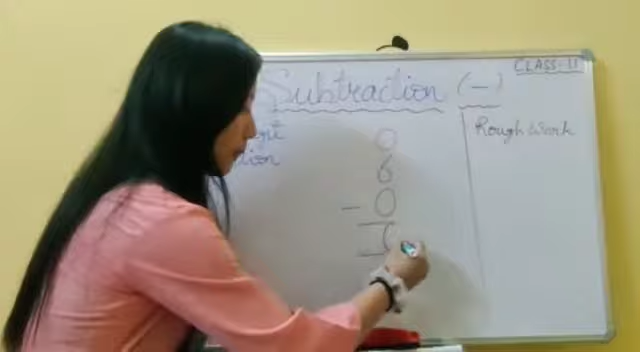 CLASS-II
Subtraction (-)
Rough Work
0
6
- 0